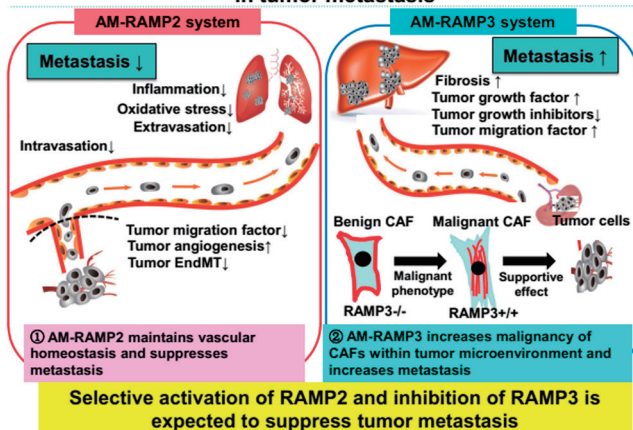 in tumor metastasis
AM-RAMP2 system
Metastasis ↓
Inflammation↓
Oxidative stress↓
Extravasation↓
Intravasation↓
Tumor migration factor↓
Tumor angiogenesis↑
Tumor EndMT↓
① AM-RAMP2 maintains vascular
homeostasis and suppresses
metastasis
AM-RAMP3 system
Metastasis ↑
Fibrosis ↑
Tumor growth factor ↑
Tumor growth inhibitors↓
Tumor migration factor ↑
Benign CAF
Malignant CAF
Tumor cells
Malignant
phenotype
Supportive
effect
RAMP3-/-
RAMP3+/+
② AM-RAMP3 increases malignancy of
CAFs within tumor microenvironment and
increases metastasis
Selective activation of RAMP2 and inhibition of RAMP3 is
expected to suppress tumor metastasis